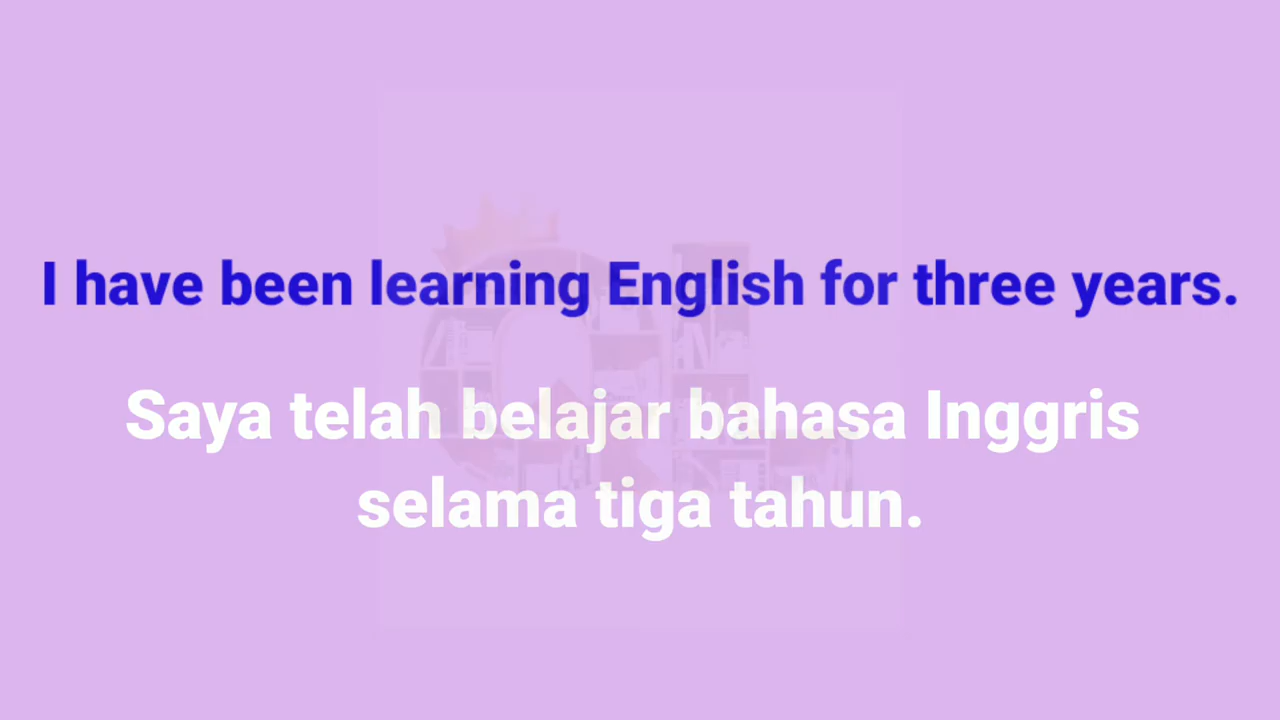 I have been learning English for three years.
Saya telah belajar bahasa Inggris
selama tiga tahun.